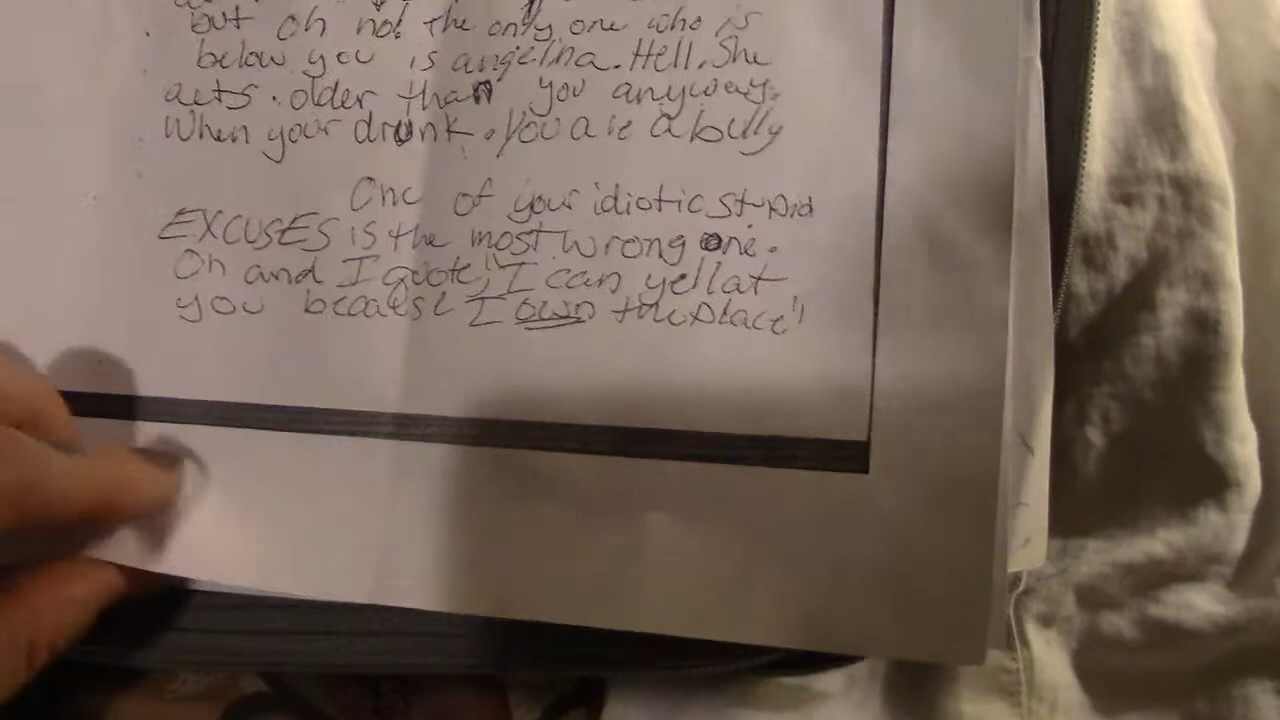 but oh not the only one who is
below you is angelina. Hell. She
acts. older than you anyway.
When your drunk. You are a bully
One of your idiotic stupid
EXCUSES is the most wrong one.
Oh and I quote, "I can yell at
you because I own the place"